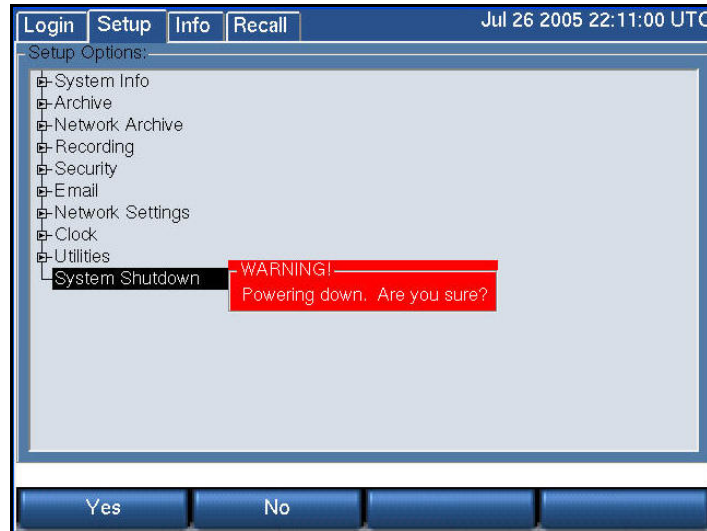 Login Setup Info Recall Jul 26 2005 22:11:00 UTC
Setup Options:
System Info
Archive
Network Archive
Recording
Security
Email
Network Settings
Clock
Utilities
System Shutdown
WARNING!
Powering down. Are you sure?
Yes No